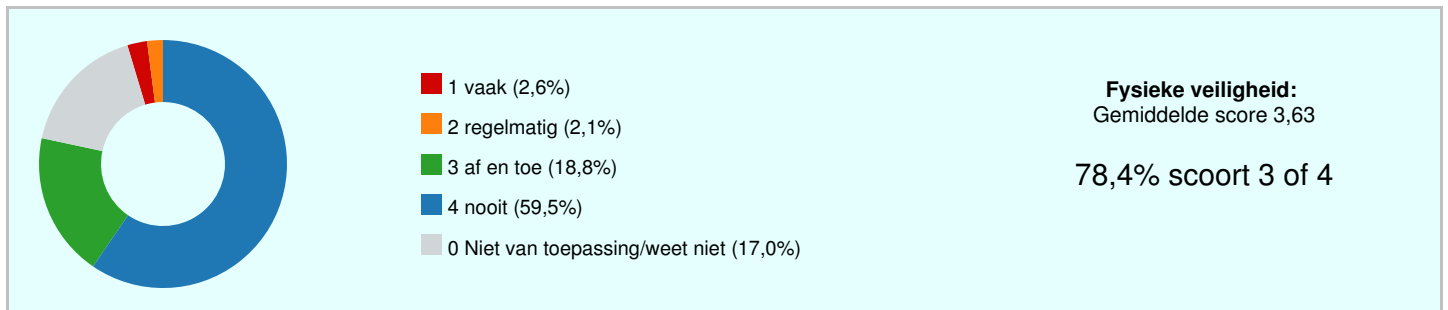 1 vaak (2,6%)
2 regelmatig (2,1%)
3 af en toe (18,8%)
4 nooit (59,5%)
0 Niet van toepassing/weet niet (17,0%)
Fysieke veiligheid:
Gemiddelde score 3,63
78,4% scoort 3 of 4